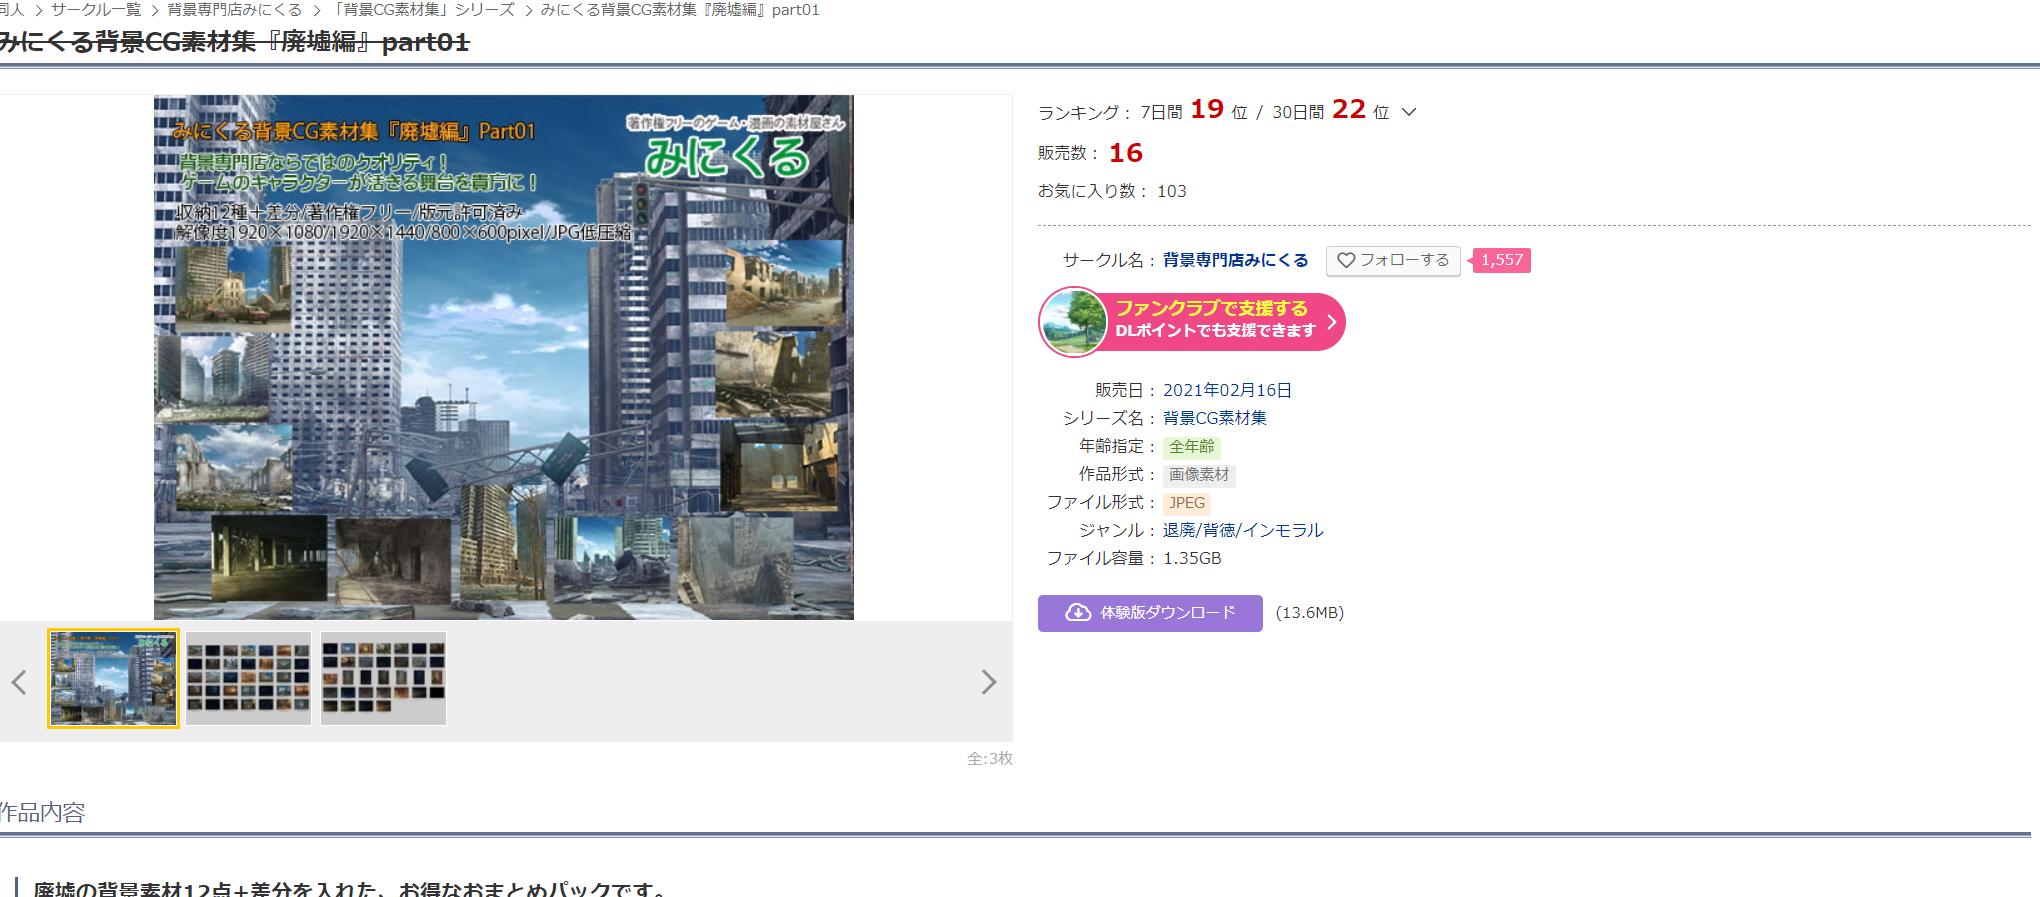 同人 > サークル一覧 > 背景専門店みにくる > 「背景CG素材集」シリーズ > みにくる背景CG素材集『廃墟編』part01
みにくる背景CG素材集『廃墟編』part01
みにくる背景CG素材集『廃墟編』Part01
著作権フリーのゲーム・漫画の素材屋さん
みにくる
背景専門店ならではのクオリティ！
ゲームのキャラクターが活きる舞台を貴方に！
収納12種＋差分/著作権フリー/版元許可済み
解像度1920×1080/1920×1440/800×600pixel/JPG低圧縮
全:3枚
ランキング： 7日間 19 位 / 30日間 22 位
販売数： 16
お気に入り数： 103
サークル名： 背景専門店みにくる フォローする 1,557
ファンクラブで支援する
DLポイントでも支援できます
販売日： 2021年02月16日
シリーズ名： 背景CG素材集
年齢指定： 全年齢
作品形式： 画像素材
ファイル形式： JPEG
ジャンル： 退廃/背徳/インモラル
ファイル容量： 1.35GB
体験版ダウンロード (13.6MB)
作品内容
廃墟の背景素材12点+差分を入れた、お得なおまとめパックです。